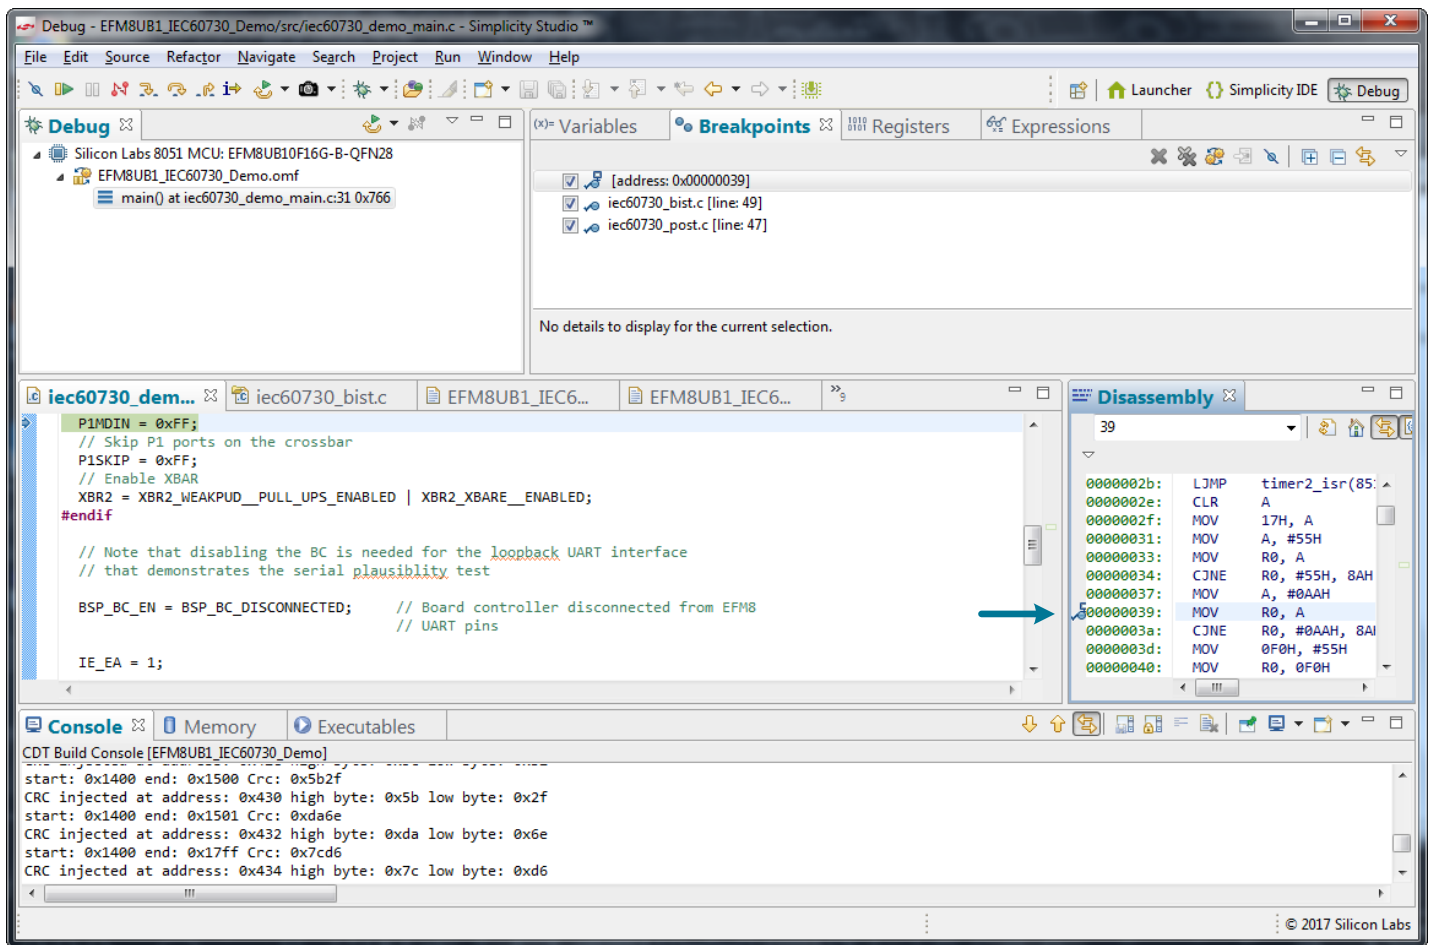 Debug - EFM8UB1_IEC60730_Demo/src/iec60730_demo_main.c - Simplicity Studio ™
File Edit Source Refactor Navigate Search Project Run Window Help
Launcher {} Simplicity IDE Debug
Debug
Silicon Labs 8051 MCU: EFM8UB10F16G-B-QFN28
EFM8UB1_IEC60730_Demo.omf
main() at iec60730_demo_main.c:31 0x766
(x)= Variables Breakpoints Registers Expressions
[address: 0x00000039]
iec60730_bist.c [line: 49]
iec60730_post.c [line: 47]
No details to display for the current selection.
iec60730_dem... iec60730_bist.c EFM8UB1_IEC6... EFM8UB1_IEC6... »9
P1MDIN = 0xFF;
// Skip P1 ports on the crossbar
P1SKIP = 0xFF;
// Enable XBAR
XBR2 = XBR2_WEAKPUD__PULL_UPS_ENABLED | XBR2_XBARE__ENABLED;
#endif
// Note that disabling the BC is needed for the loopback UART interface
// that demonstrates the serial plausiblity test
BSP_BC_EN = BSP_BC_DISCONNECTED; // Board controller disconnected from EFM8
// UART pins
IE_EA = 1;
Disassembly
39
0000002b: LJMP timer2_isr(85
0000002e: CLR A
0000002f: MOV 17H, A
00000031: MOV A, #55H
00000033: MOV R0, A
00000034: CJNE R0, #55H, 8AH
00000037: MOV A, #0AAH
00000039: MOV R0, A
0000003a: CJNE R0, #0AAH, 8A
0000003d: MOV 0F0H, #55H
00000040: MOV R0, 0F0H
Console Memory Executables
CDT Build Console [EFM8UB1_IEC60730_Demo]
start: 0x1400 end: 0x1500 Crc: 0x5b2f
CRC injected at address: 0x430 high byte: 0x5b low byte: 0x2f
start: 0x1400 end: 0x1501 Crc: 0xda6e
CRC injected at address: 0x432 high byte: 0xda low byte: 0x6e
start: 0x1400 end: 0x17ff Crc: 0x7cd6
CRC injected at address: 0x434 high byte: 0x7c low byte: 0xd6
© 2017 Silicon Labs